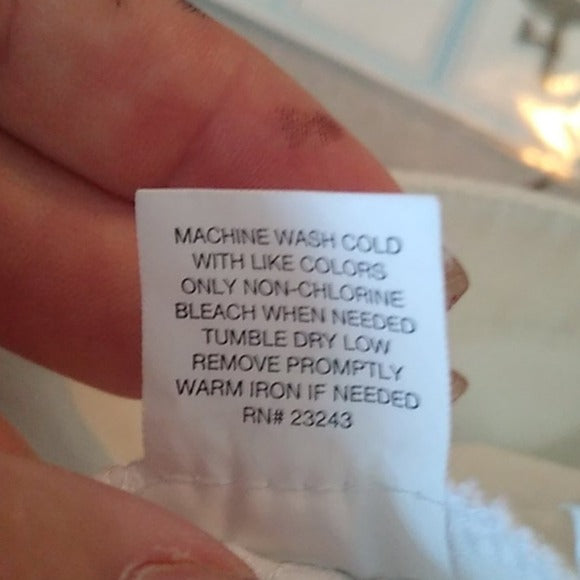 MACHINE WASH COLD
WITH LIKE COLORS
ONLY NON-CHLORINE
BLEACH WHEN NEEDED
TUMBLE DRY LOW
REMOVE PROMPTLY
WARM IRON IF NEEDED
RN# 23243